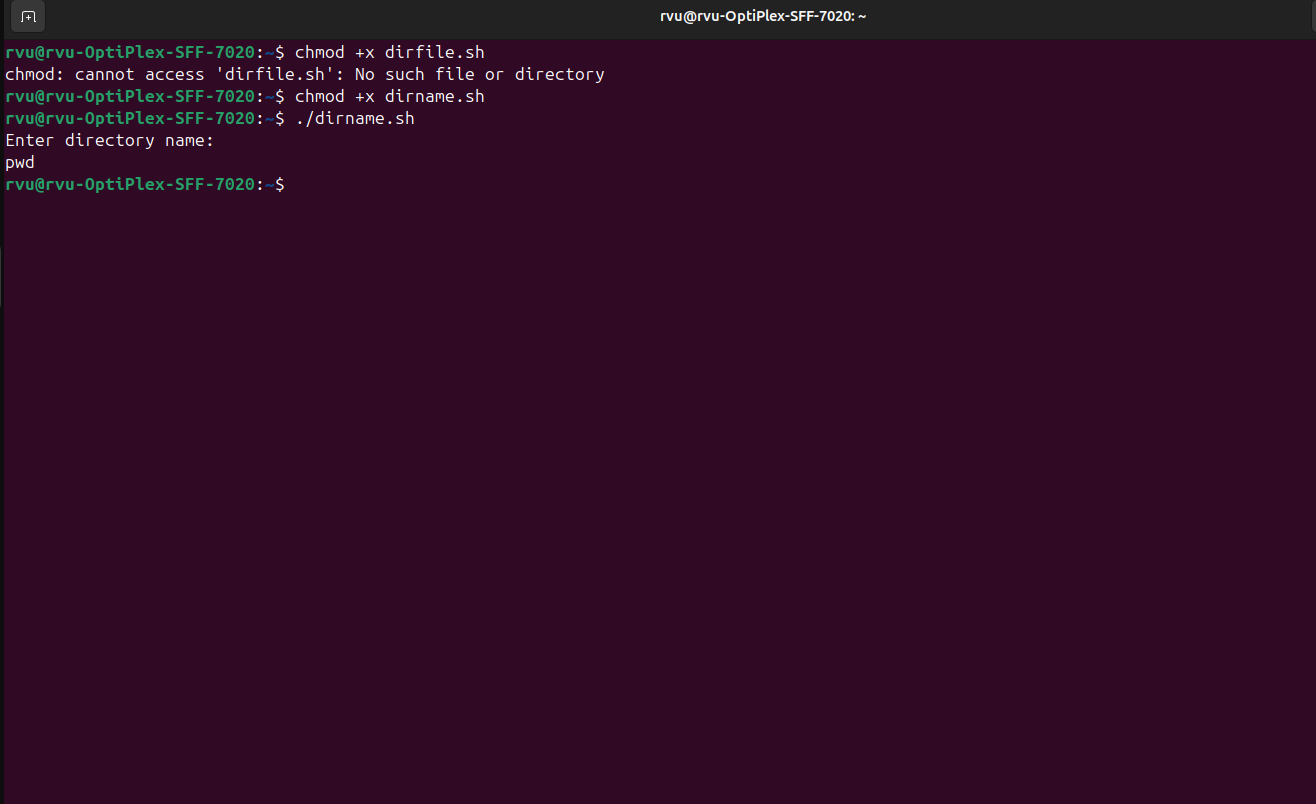 rvu@rvu-OptiPlex-SFF-7020: ~
rvu@rvu-OptiPlex-SFF-7020:~$ chmod +x dirfile.sh
chmod: cannot access 'dirfile.sh': No such file or directory
rvu@rvu-OptiPlex-SFF-7020:~$ chmod +x dirname.sh
rvu@rvu-OptiPlex-SFF-7020:~$ ./dirname.sh
Enter directory name:
pwd
rvu@rvu-OptiPlex-SFF-7020:~$